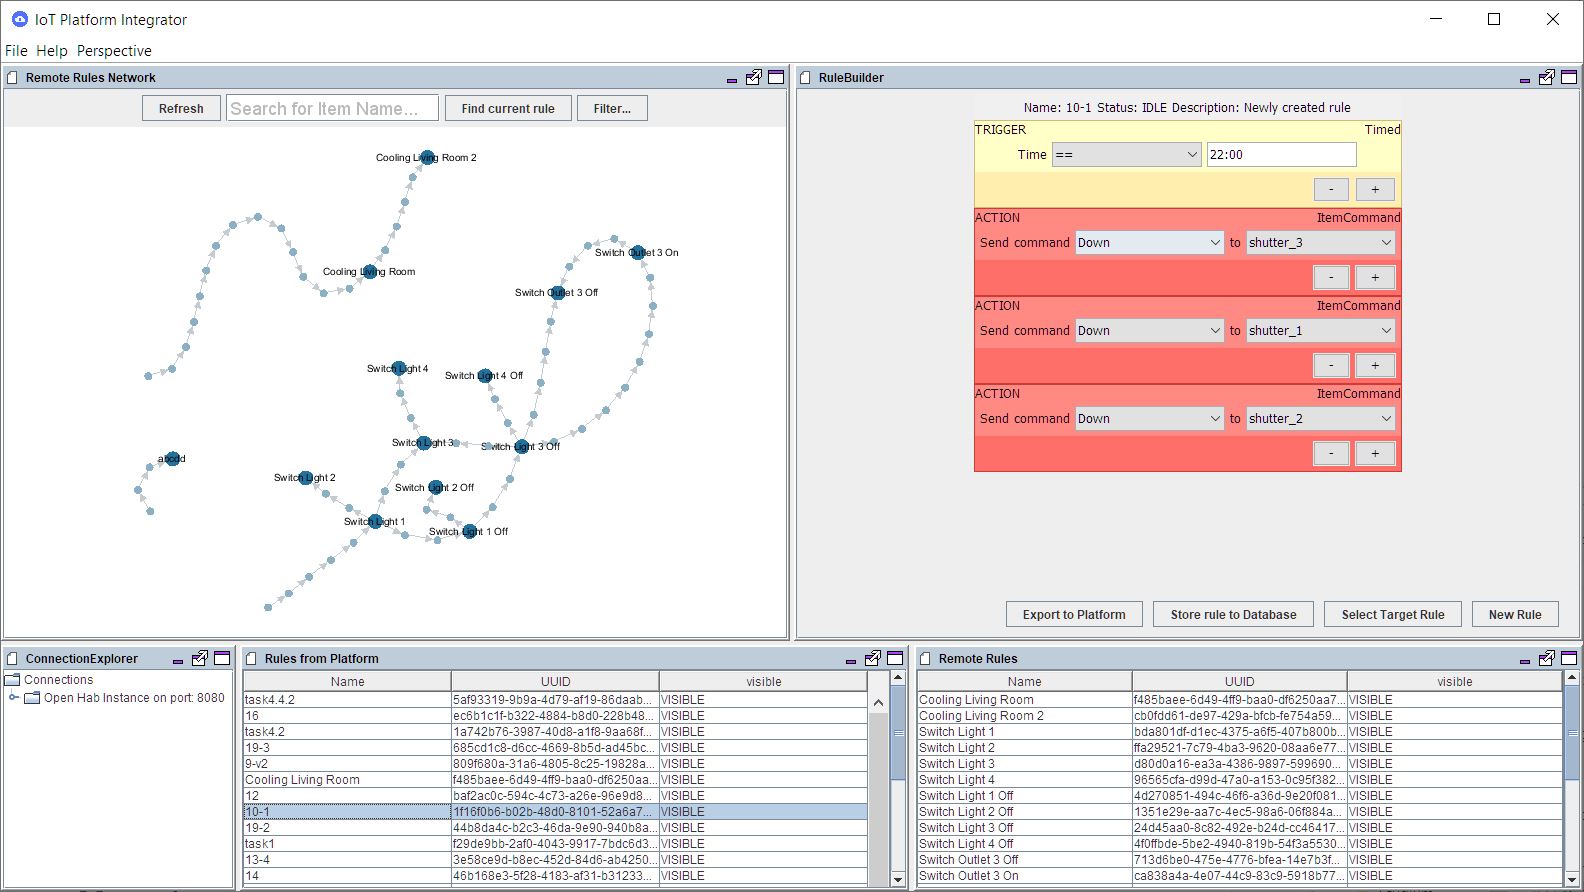 IoT Platform Integrator
File Help Perspective
Remote Rules Network
Refresh Search for Item Name... Find current rule Filter...
Cooling Living Room 2
Cooling Living Room
Switch Outlet 3 On
Switch Outlet 3 Off
Switch Light 4
Switch Light 4 Off
Switch Light 3
Switch Light 3 Off
abcdd
Switch Light 2
Switch Light 2 Off
Switch Light 1
Switch Light 1 Off
RuleBuilder
Name: 10-1 Status: IDLE Description: Newly created rule
TRIGGER Timed
Time == 22:00
- +
ACTION ItemCommand
Send command Down to shutter_3
- +
ACTION ItemCommand
Send command Down to shutter_1
- +
ACTION ItemCommand
Send command Down to shutter_2
- +
Export to Platform Store rule to Database Select Target Rule New Rule
ConnectionExplorer
Connections
Open Hab Instance on port: 8080
Rules from Platform
Name UUID visible
task4.4.2 5af93319-9b9a-4d79-af19-86daab... VISIBLE
16 ec6b1c1f-b322-4884-b8d0-228b48... VISIBLE
task4.2 1a742b76-3987-40d8-a1f8-9aa68f... VISIBLE
19-3 685cd1c8-d6cc-4669-8b5d-ad45bc... VISIBLE
9-v2 809f680a-31a6-4805-8c25-19828a... VISIBLE
Cooling Living Room f485baee-6d49-4ff9-baa0-df6250aa... VISIBLE
12 baf2ac0c-594c-4c73-a26e-96e9d8... VISIBLE
10-1 1f16f0b6-b02b-48d0-8101-52a6a7... VISIBLE
19-2 44b8da4c-b2c3-46da-9e90-940b8a... VISIBLE
task1 f29de9bb-2af0-4043-9917-7bdc6d3... VISIBLE
13-4 3e58ce9d-b8ec-452d-84d6-ab4250... VISIBLE
14 46b168e3-5f28-4183-af31-b31233... VISIBLE
Remote Rules
Name UUID visible
Cooling Living Room f485baee-6d49-4ff9-baa0-df6250aa7... VISIBLE
Cooling Living Room 2 cb0fdd61-de97-429a-bfcb-fe754a59... VISIBLE
Switch Light 1 bda801df-d1ec-4375-a6f5-407b800b... VISIBLE
Switch Light 2 ffa29521-7c79-4ba3-9620-08aa6e77... VISIBLE
Switch Light 3 d80d0a16-ea3a-4386-9897-599690... VISIBLE
Switch Light 4 96565cfa-d99d-47a0-a153-0c95f382... VISIBLE
Switch Light 1 Off 4d270851-494c-46f6-a36d-9e20f081... VISIBLE
Switch Light 2 Off 1351e29e-aa7c-4ec5-98a6-06f884a... VISIBLE
Switch Light 3 Off 24d45aa0-8c82-492e-b24d-cc46417... VISIBLE
Switch Light 4 Off 4f0ffbde-5be2-4940-819b-54f3a5530... VISIBLE
Switch Outlet 3 Off 713d6be0-475e-4776-bfea-14e7b3f... VISIBLE
Switch Outlet 3 On ca838a4a-4e07-44c9-83c9-5918b77... VISIBLE